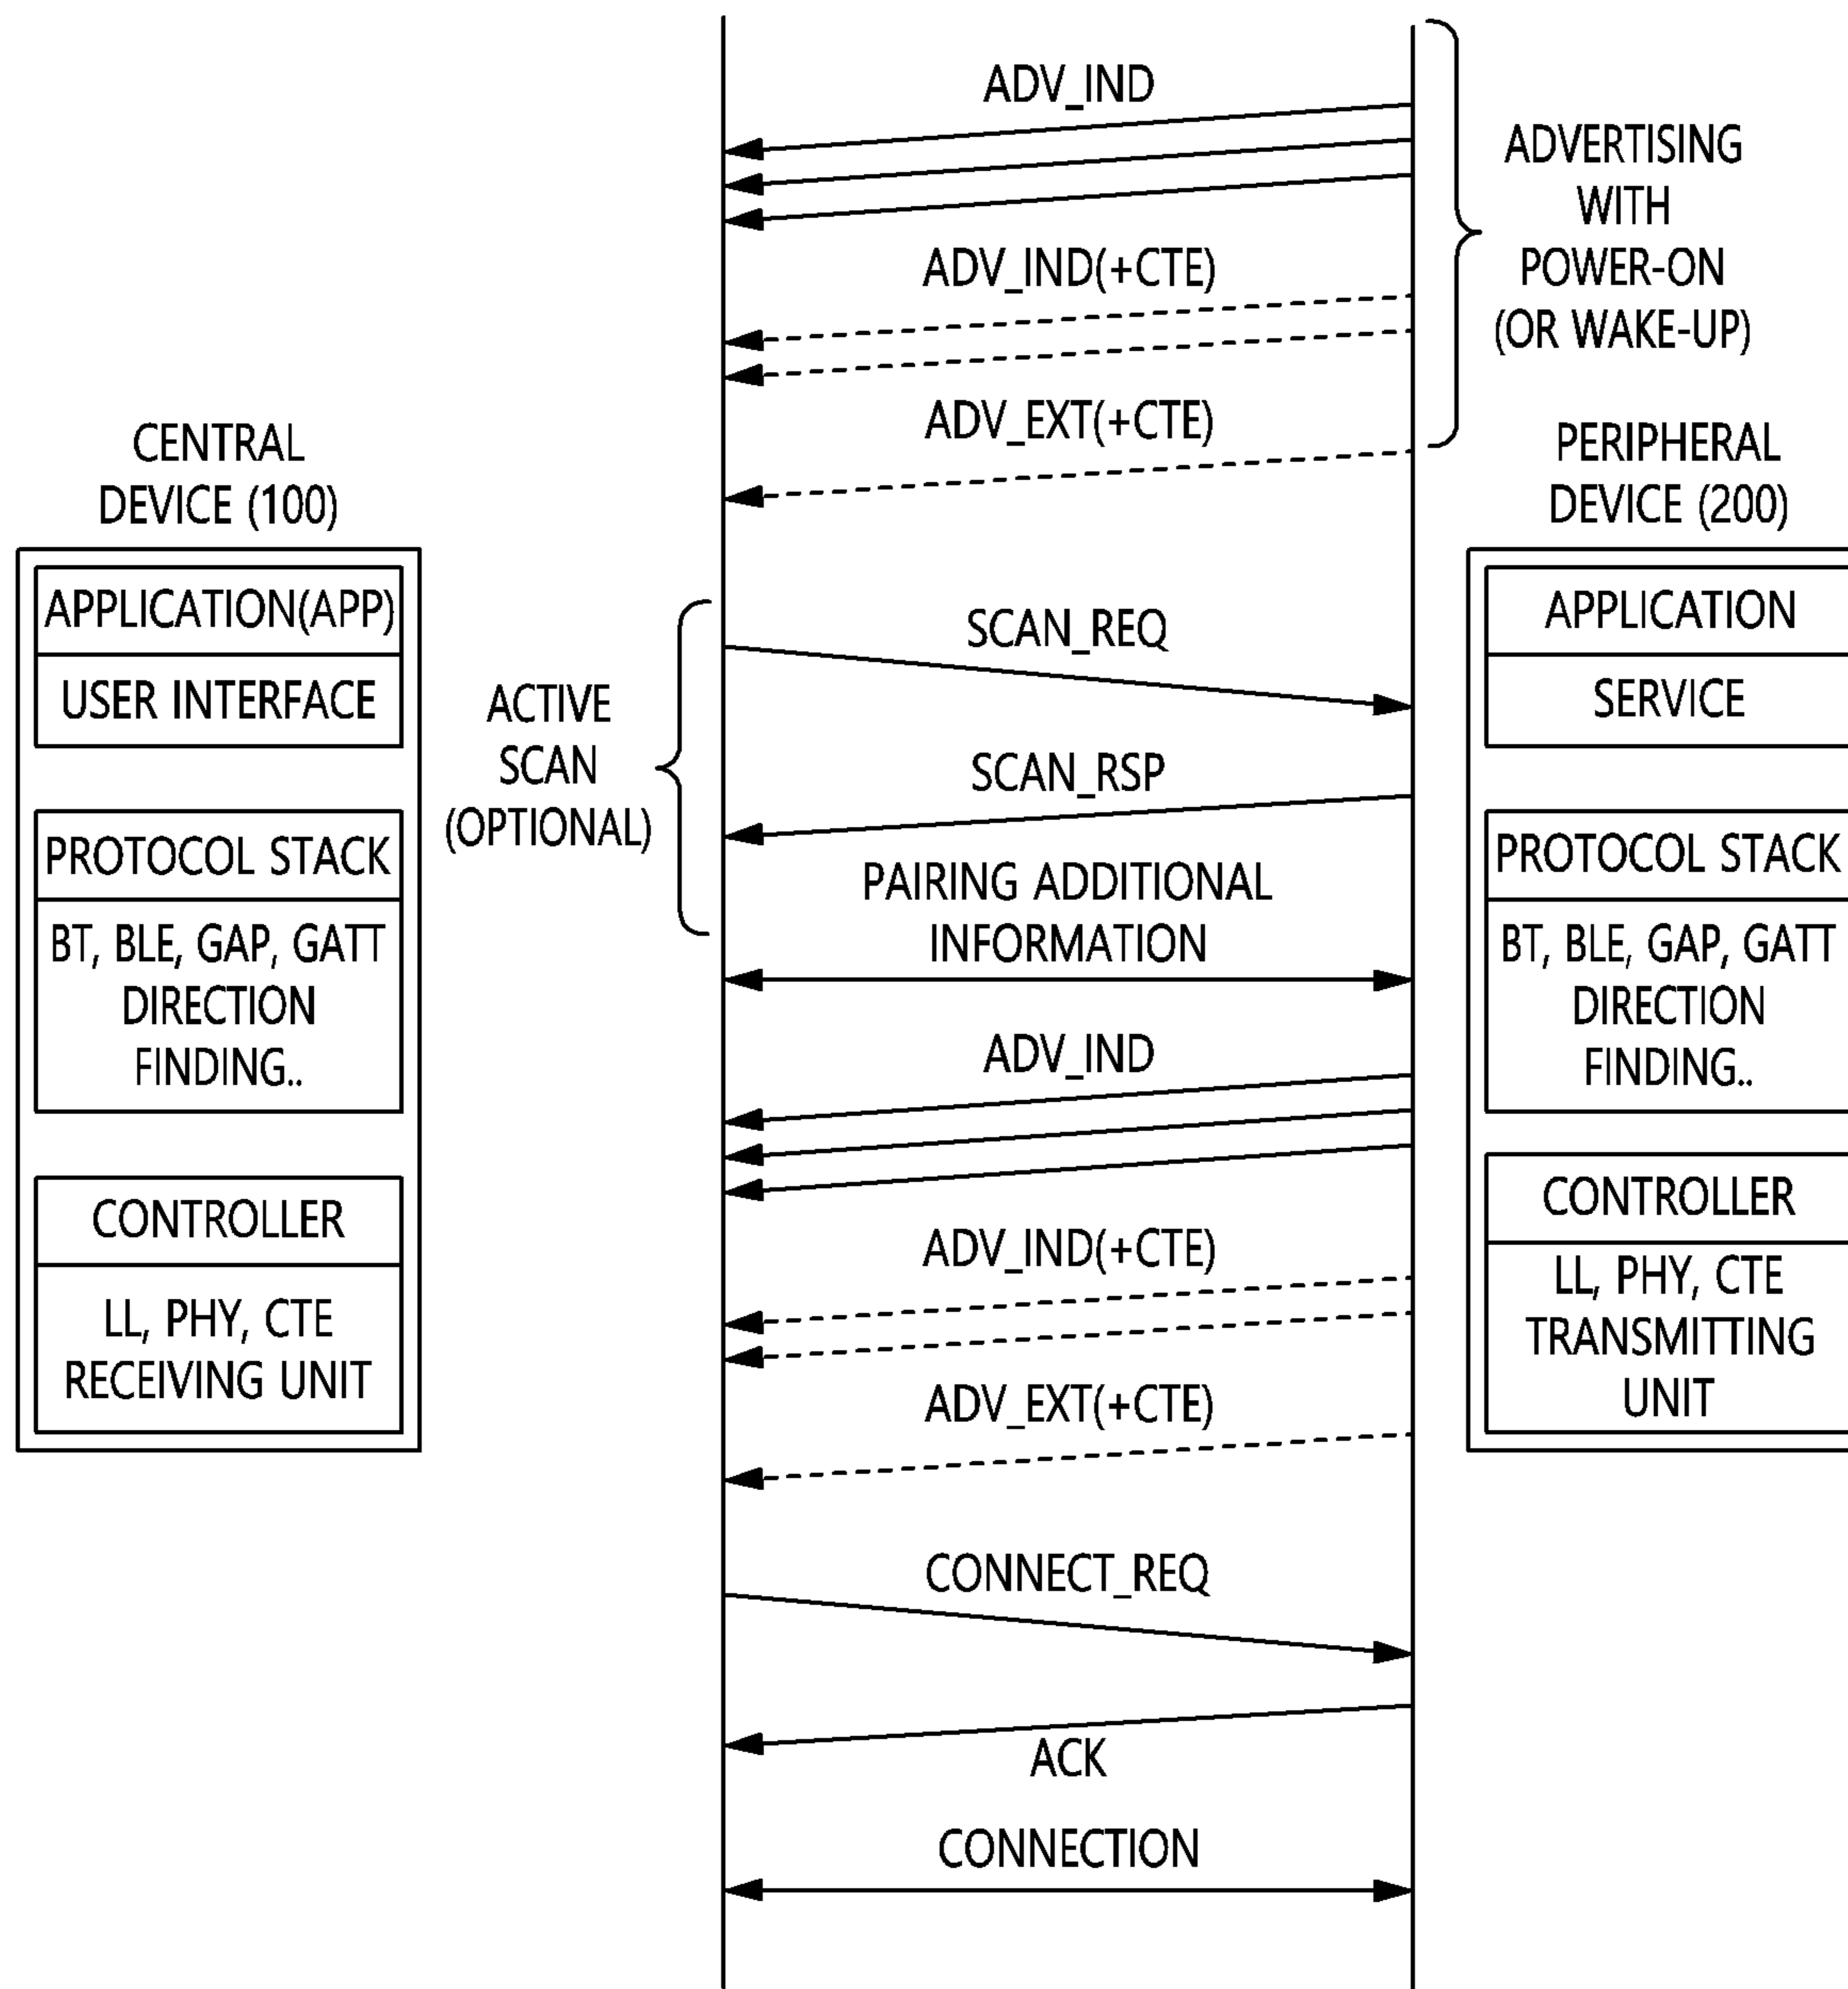 ADV_IND
ADVERTISING
WITH
POWER-ON
(OR WAKE-UP)
ADV_IND(+CTE)
ADV_EXT(+CTE)
CENTRAL
DEVICE (100)
APPLICATION(APP)
USER INTERFACE
PROTOCOL STACK
BT, BLE, GAP, GATT
DIRECTION
FINDING..
CONTROLLER
LL, PHY, CTE
RECEIVING UNIT
ACTIVE
SCAN
(OPTIONAL)
SCAN_REQ
SCAN_RSP
PAIRING ADDITIONAL
INFORMATION
ADV_IND
ADV_IND(+CTE)
ADV_EXT(+CTE)
CONNECT_REQ
ACK
CONNECTION
PERIPHERAL
DEVICE (200)
APPLICATION
SERVICE
PROTOCOL STACK
BT, BLE, GAP, GATT
DIRECTION
FINDING..
CONTROLLER
LL, PHY, CTE
TRANSMITTING
UNIT